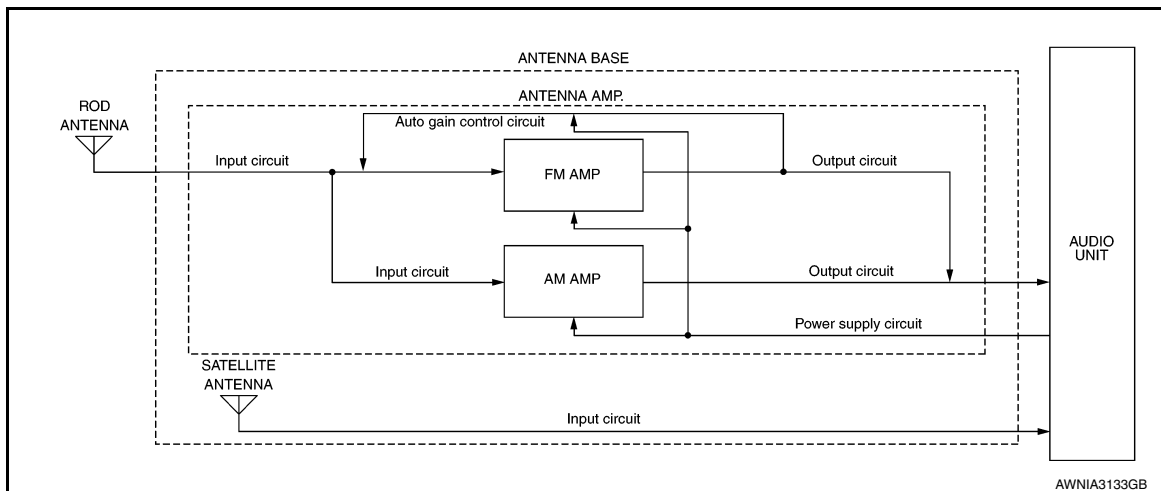 ANTENNA BASE
ANTENNA AMP.
ROD
ANTENNA
Auto gain control circuit
Input circuit
FM AMP
Output circuit
AUDIO
UNIT
Input circuit
AM AMP
Output circuit
Power supply circuit
SATELLITE
ANTENNA
Input circuit
AWNIA3133GB